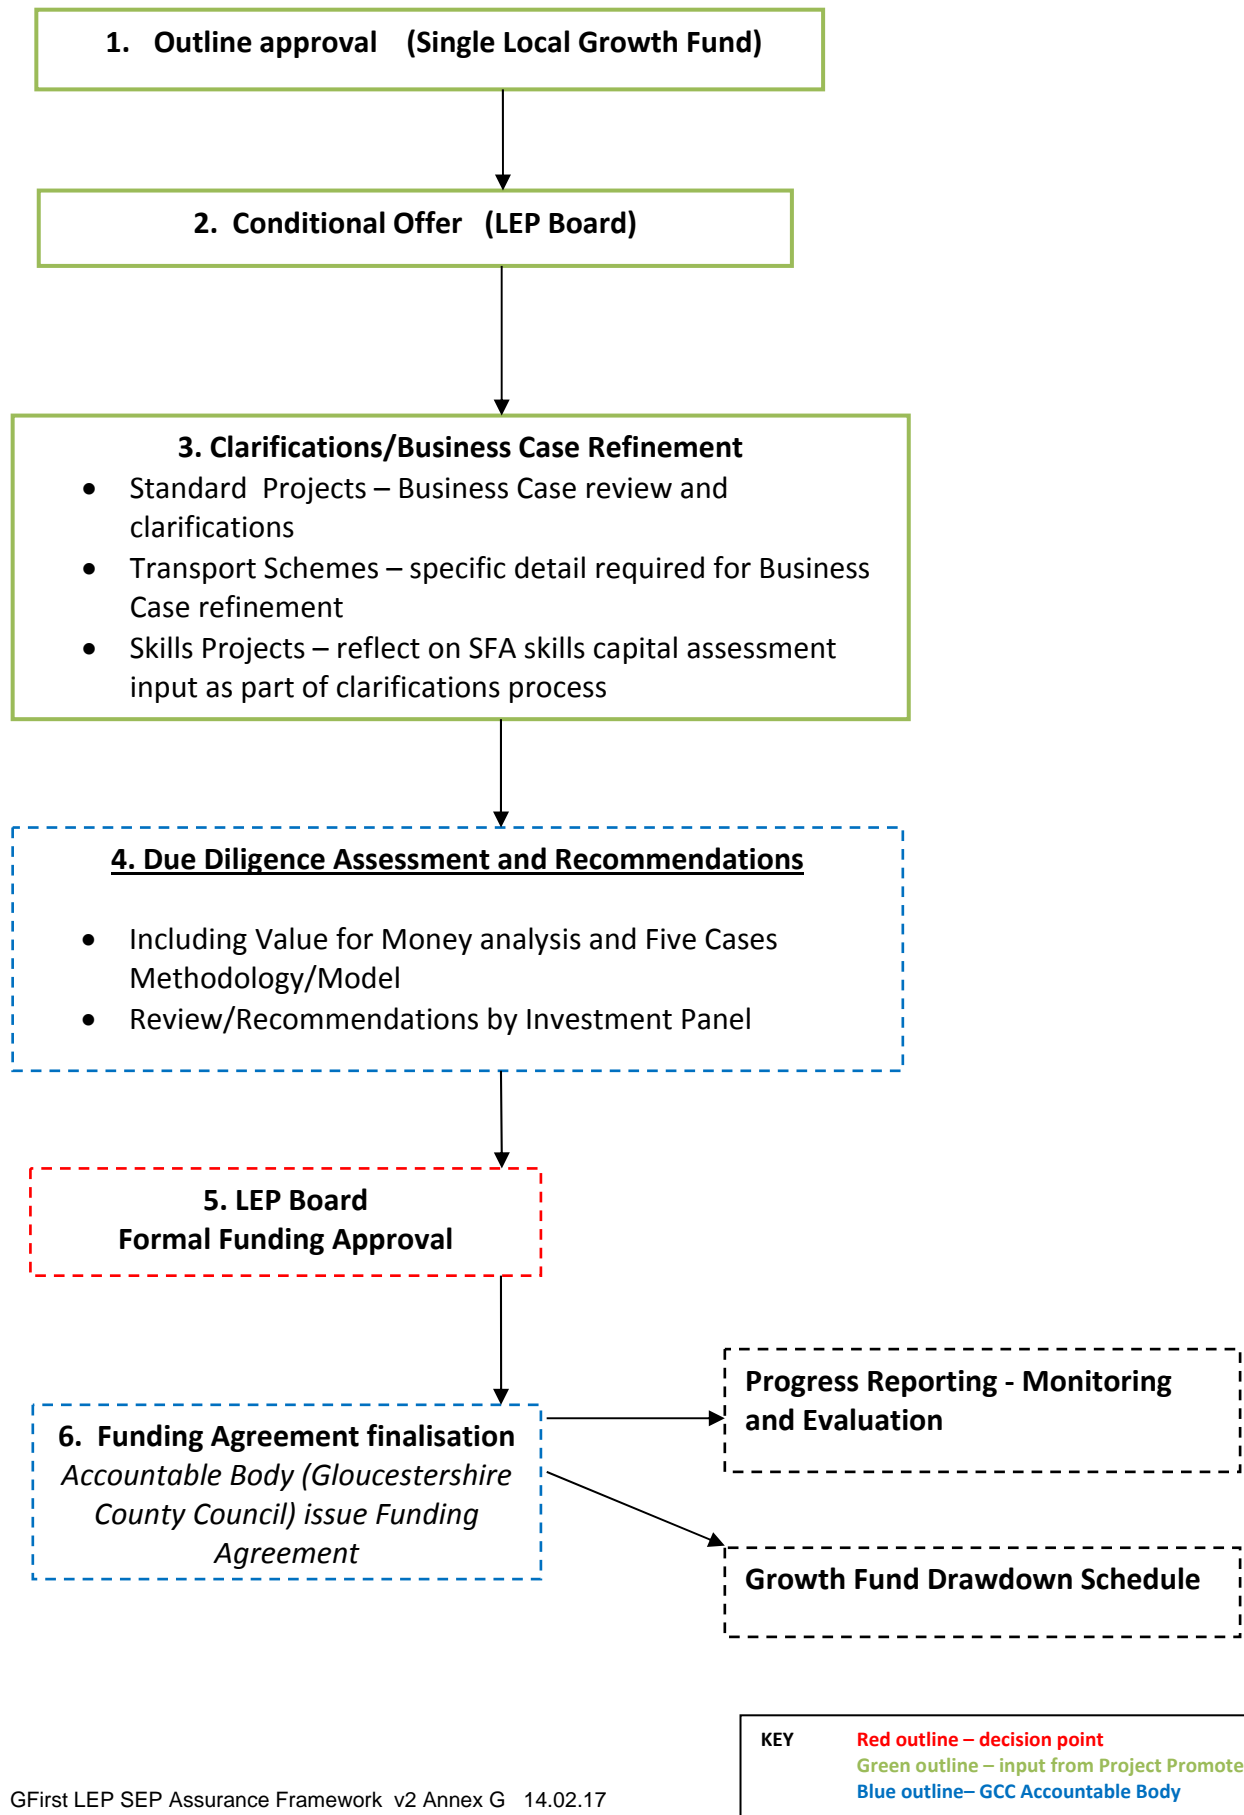 1. Outline approval (Single Local Growth Fund)
2. Conditional Offer (LEP Board)
3. Clarifications/Business Case Refinement
• Standard Projects – Business Case review and
clarifications
• Transport Schemes – specific detail required for Business
Case refinement
• Skills Projects – reflect on SFA skills capital assessment
input as part of clarifications process
4. Due Diligence Assessment and Recommendations
• Including Value for Money analysis and Five Cases
Methodology/Model
• Review/Recommendations by Investment Panel
5. LEP Board
Formal Funding Approval
6. Funding Agreement finalisation
Accountable Body (Gloucestershire
County Council) issue Funding
Agreement
Progress Reporting - Monitoring
and Evaluation
Growth Fund Drawdown Schedule
KEY Red outline – decision point
Green outline – input from Project Promote
Blue outline– GCC Accountable Body
GFirst LEP SEP Assurance Framework v2 Annex G 14.02.17